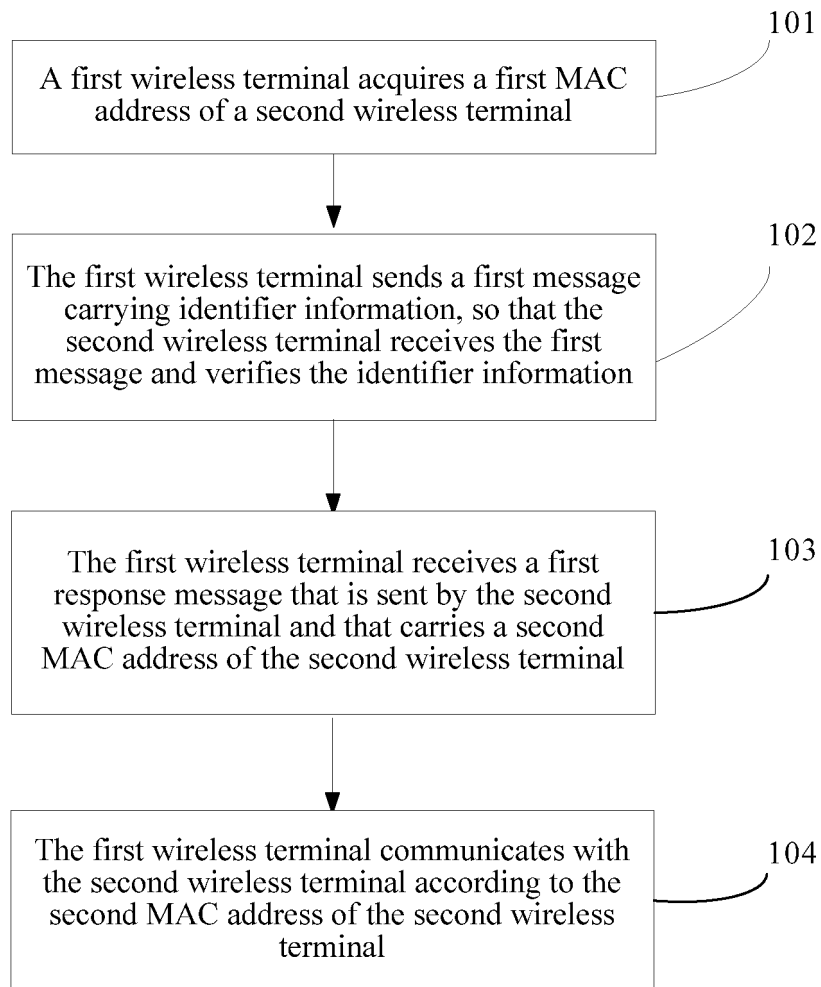 101
A first wireless terminal acquires a first MAC
address of a second wireless terminal
102
The first wireless terminal sends a first message
carrying identifier information, so that the
second wireless terminal receives the first
message and verifies the identifier information
103
The first wireless terminal receives a first
response message that is sent by the second
wireless terminal and that carries a second
MAC address of the second wireless terminal
104
The first wireless terminal communicates with
the second wireless terminal according to the
second MAC address of the second wireless
terminal